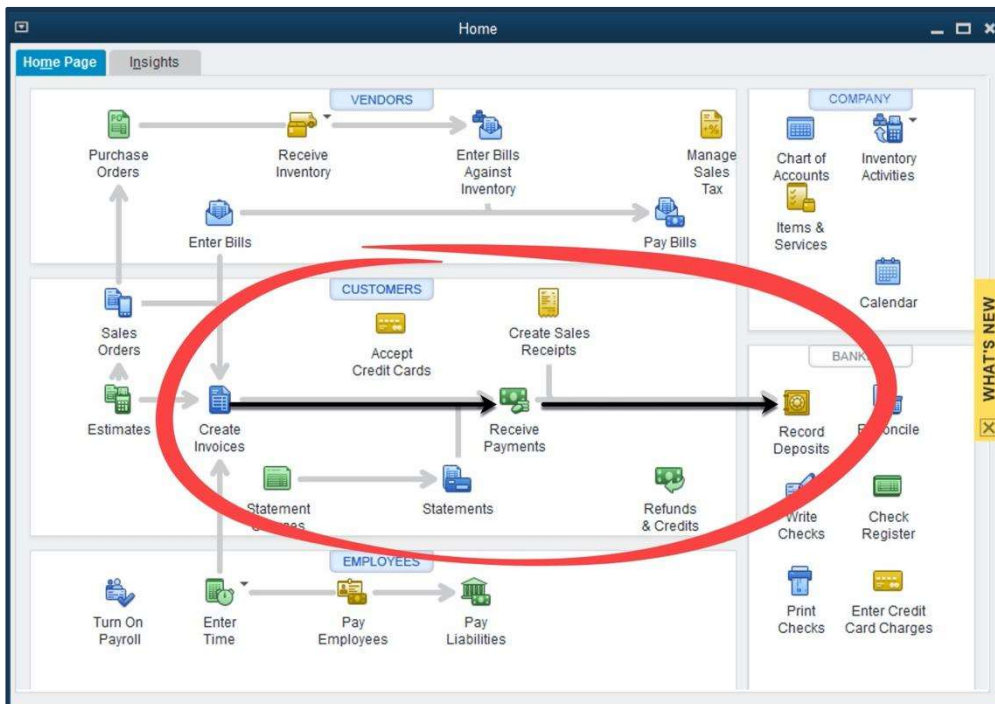 Home
Home Page
Insights
VENDORS
Purchase
Orders
Receive
Inventory
Enter Bills
Against
Inventory
Manage
Sales
Tax
Enter Bills
Pay Bills
COMPANY
Chart of
Accounts
Inventory
Activities
Items &
Services
Calendar
CUSTOMERS
Sales
Orders
Accept
Credit Cards
Create Sales
Receipts
Estimates
Create
Invoices
Receive
Payments
Statement
Statements
Refunds
& Credits
Record
Deposits
Write
Checks
Check
Register
Print
Checks
Enter Credit
Card Charges
EMPLOYEES
Turn On
Payroll
Enter
Time
Pay
Employees
Pay
Liabilities
WHAT'S NEW